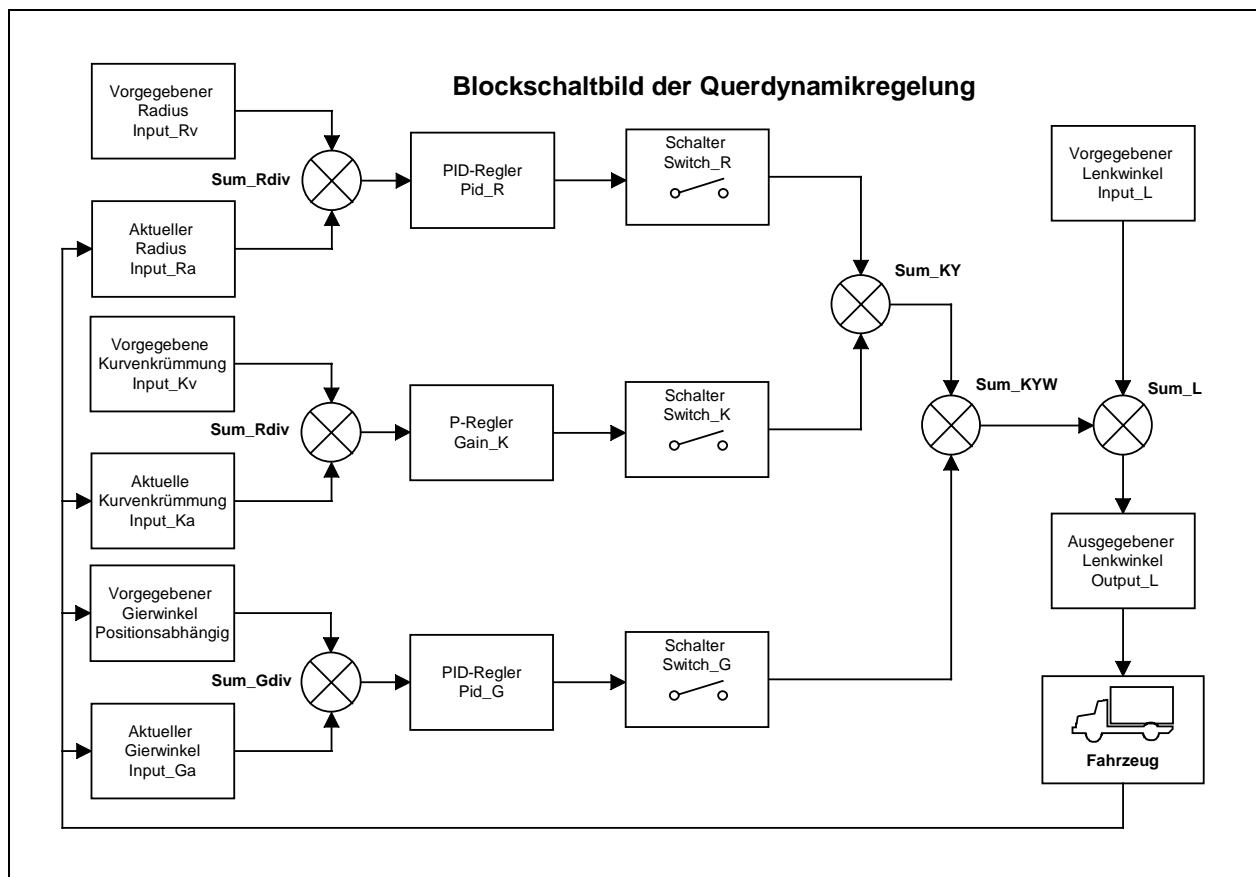 Blockschaltbild der Querdynamikregelung
Vorgegebener
Radius
Input_Rv
Sum_Rdiv
Aktueller
Radius
Input_Ra
PID-Regler
Pid_R
Schalter
Switch_R
Vorgegebener
Lenkwinkel
Input_L
Sum_KY
Vorgegebene
Kurvenkrümmung
Input_Kv
Sum_Rdiv
Aktuelle
Kurvenkrümmung
Input_Ka
P-Regler
Gain_K
Schalter
Switch_K
Sum_KYW
Sum_L
Vorgegebener
Gierwinkel
Positionsabhängig
Sum_Gdiv
Aktueller
Gierwinkel
Input_Ga
PID-Regler
Pid_G
Schalter
Switch_G
Ausgegebener
Lenkwinkel
Output_L
Fahrzeug